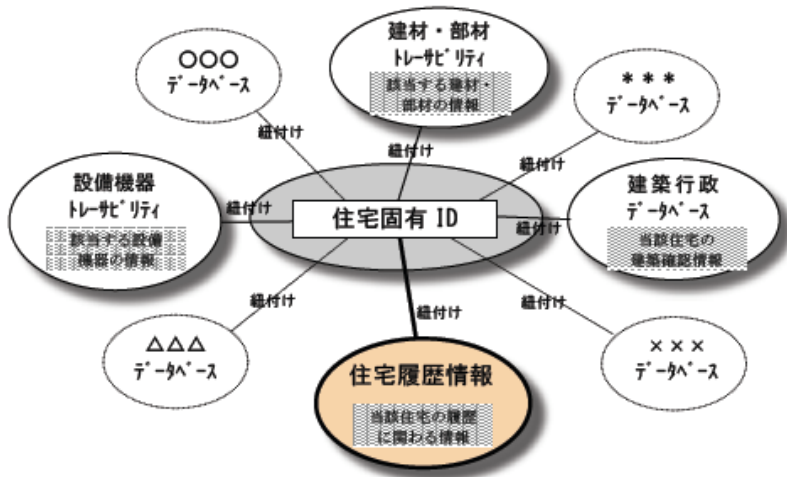 建材・部材
トレーサビリティ
該当する建材・
部材の情報
○○○
データベース
＊＊＊
データベース
紐付け
紐付け
紐付け
設備機器
トレーサビリティ
該当する設備
機器の情報
紐付け
住宅固有 ID
紐付け
建築行政
データベース
当該住宅の
建築確認情報
紐付け
紐付け
紐付け
△△△
データベース
×××
データベース
住宅履歴情報
当該住宅の履歴
に関わる情報